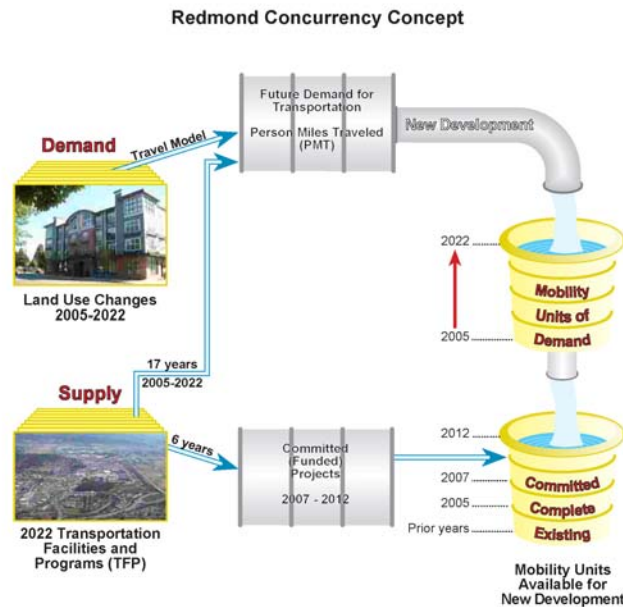 Redmond Concurrency Concept
Future Demand for
Transportation
Person Miles Traveled
(PMT)
New Development
Demand
Travel Model
Land Use Changes
2005-2022
2022
Mobility
Units of
2005
Demand
17 years
2005-2022
Supply
6 years
Committed
(Funded)
Projects
2007 - 2012
2012
2007
Committed
2005
Complete
Prior years
Existing
2022 Transportation
Facilities and
Programs (TFP)
Mobility Units
Available for
New Development